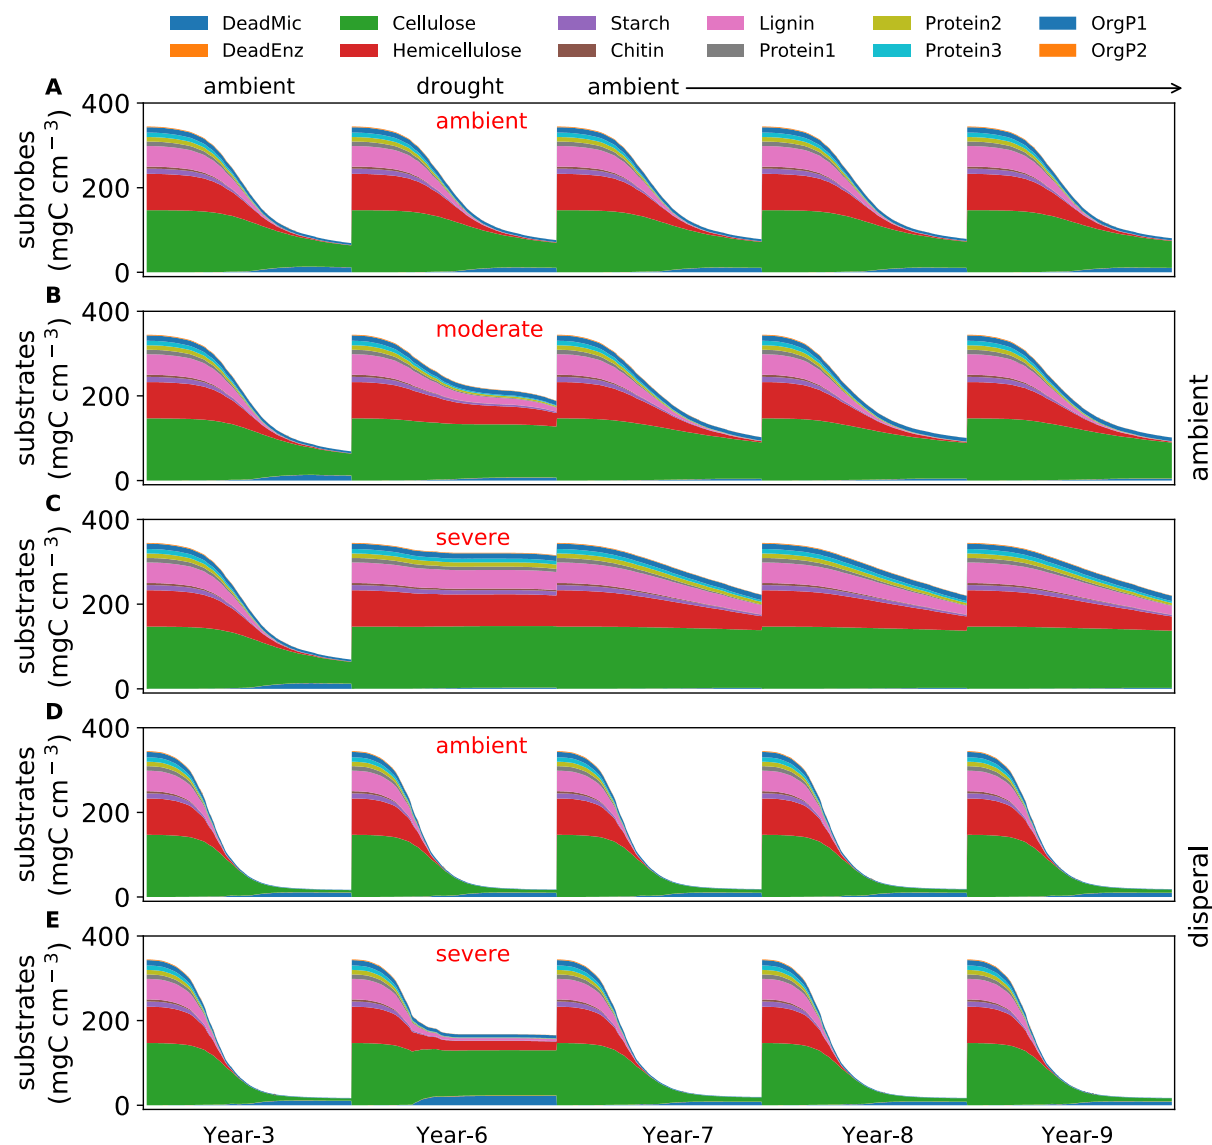 DeadMic Cellulose Starch Lignin Protein2 OrgP1
DeadEnz Hemicellulose Chitin Protein1 Protein3 OrgP2
A ambient drought ambient
400
200
0
subrobes
(mgC cm−3)
ambient
B
400
200
0
substrates
(mgC cm−3)
moderate
ambient
C
400
200
0
substrates
(mgC cm−3)
severe
D
400
200
0
substrates
(mgC cm−3)
ambient
disperal
E
400
200
0
substrates
(mgC cm−3)
severe
Year-3 Year-6 Year-7 Year-8 Year-9